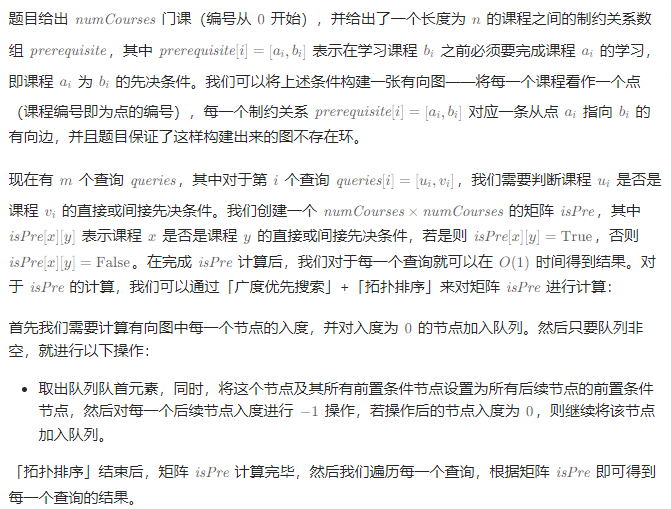 题目给出 numCourses 门课（编号从 0 开始），并给出了一个长度为 n 的课程之间的制约关系数
组 prerequisite，其中 prerequisite[i] = [a_i, b_i] 表示在学习课程 b_i 之前必须要完成课程 a_i 的学习，
即课程 a_i 为 b_i 的先决条件。我们可以将上述条件构建一张有向图——将每一个课程看作一个点
（课程编号即为点的编号），每一个制约关系 prerequisite[i] = [a_i, b_i] 对应一条从点 a_i 指向 b_i 的
有向边，并且题目保证了这样构建出来的图不存在环。
现在有 m 个查询 queries，其中对于第 i 个查询 queries[i] = [u_i, v_i]，我们需要判断课程 u_i 是否是
课程 v_i 的直接或间接先决条件。我们创建一个 numCourses × numCourses 的矩阵 isPre，其中
isPre[x][y] 表示课程 x 是否是课程 y 的直接或间接先决条件，若是则 isPre[x][y] = True，否则
isPre[x][y] = False。在完成 isPre 计算后，我们对于每一个查询就可以在 O(1) 时间得到结果。对
于 isPre 的计算，我们可以通过「广度优先搜索」+「拓扑排序」来对矩阵 isPre 进行计算：
首先我们需要计算有向图中每一个节点的入度，并对入度为 0 的节点加入队列。然后只要队列非
空，就进行以下操作：
• 取出队列队首元素，同时，将这个节点及其所有前置条件节点设置为所有后续节点的前置条件
节点，然后对每一个后续节点入度进行 −1 操作，若操作后的节点入度为 0，则继续将该节点
加入队列。
「拓扑排序」结束后，矩阵 isPre 计算完毕，然后我们遍历每一个查询，根据矩阵 isPre 即可得到
每一个查询的结果。